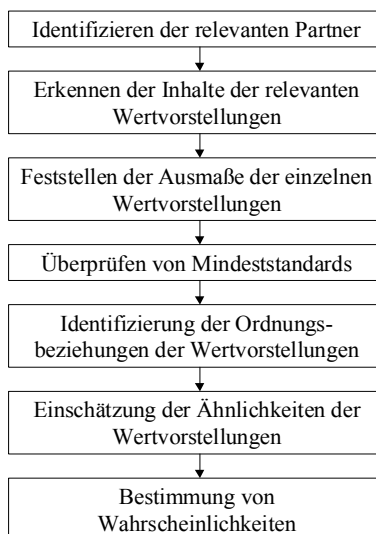 Identifizieren der relevanten Partner
Erkennen der Inhalte der relevanten
Wertvorstellungen
Feststellen der Ausmaße der einzelnen
Wertvorstellungen
Überprüfen von Mindeststandards
Identifizierung der Ordnungs-
beziehungen der Wertvorstellungen
Einschätzung der Ähnlichkeiten der
Wertvorstellungen
Bestimmung von
Wahrscheinlichkeiten